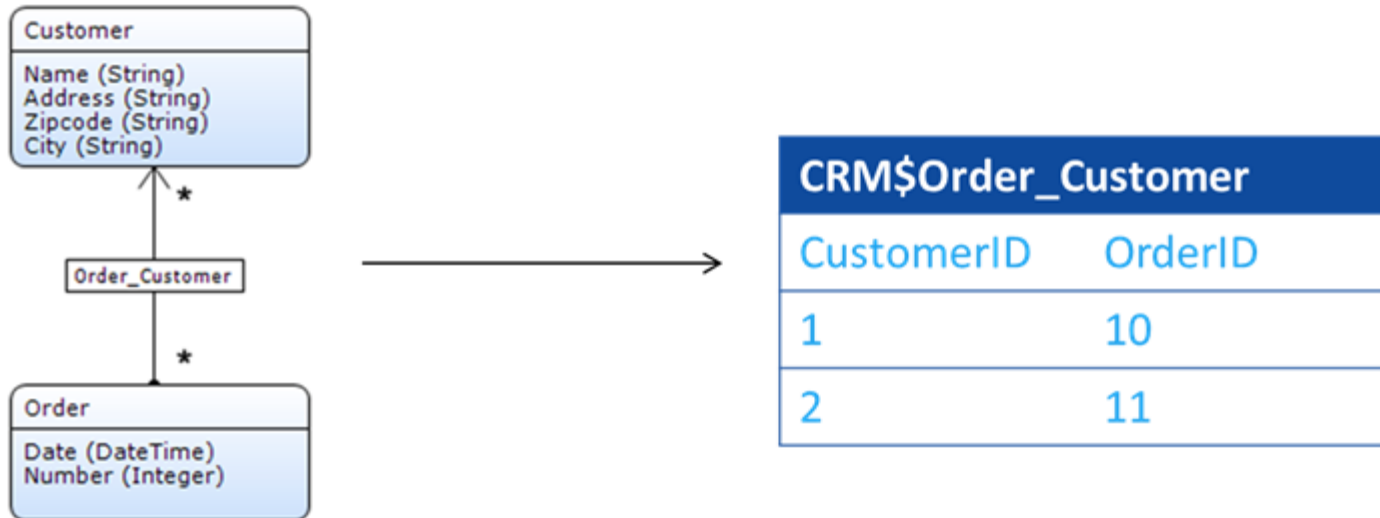 Customer
Name (String)
Address (String)
Zipcode (String)
City (String)
*
Order_Customer
*
Order
Date (DateTime)
Number (Integer)
CRM$Order_Customer
CustomerID OrderID
1 10
2 11